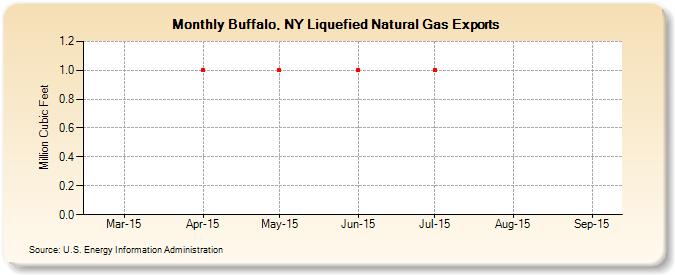 Monthly Buffalo, NY Liquefied Natural Gas Exports
Million Cubic Feet
1.2
1.0
0.8
0.6
0.4
0.2
0.0
Mar-15 Apr-15 May-15 Jun-15 Jul-15 Aug-15 Sep-15
Source: U.S. Energy Information Administration